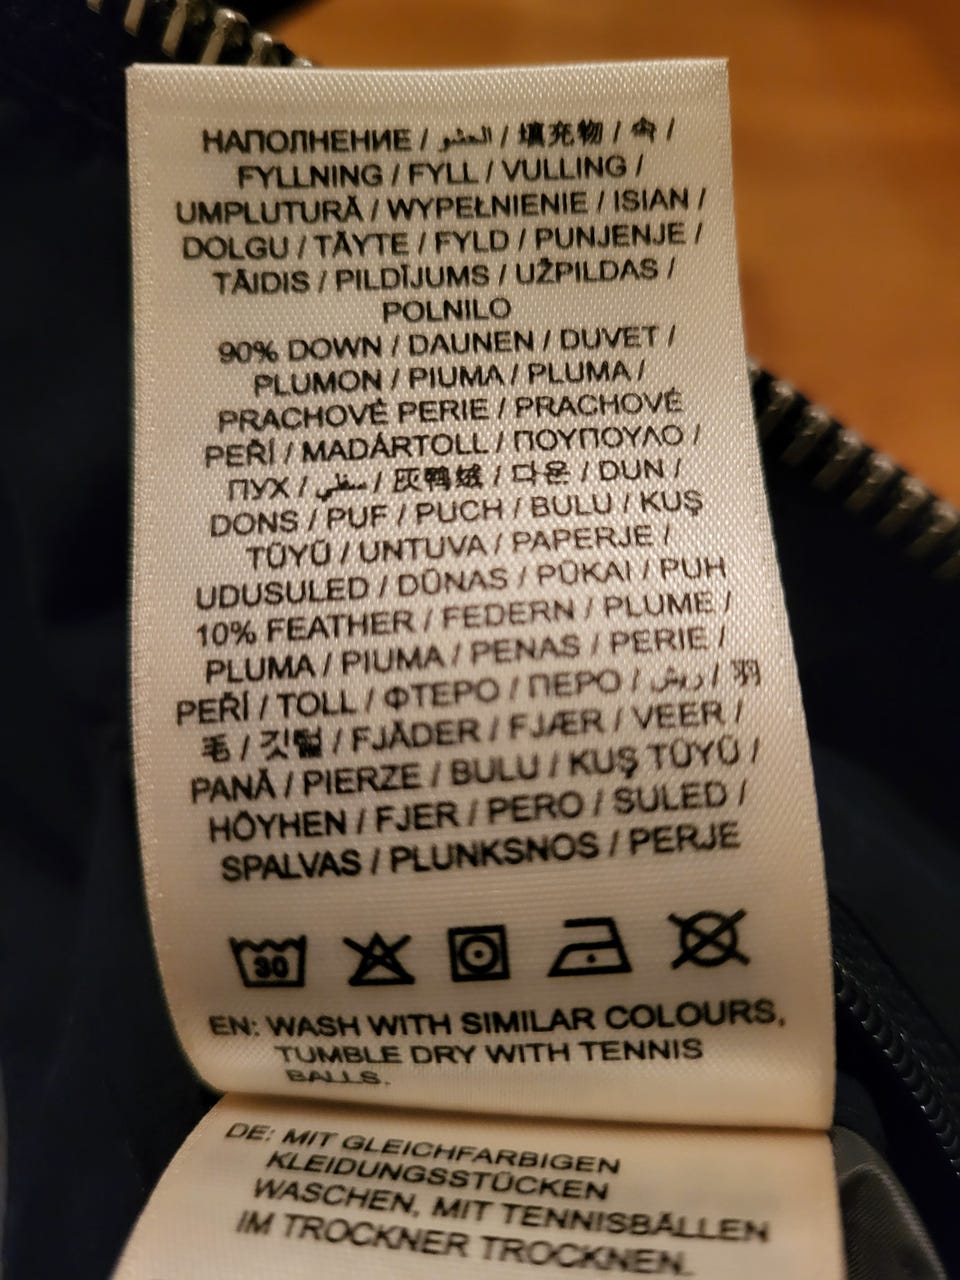 НАПОЛНЕНИЕ / الحشو / 填充物 / 속 /
FYLLNING / FYLL / VULLING /
UMPLUTURĂ / WYPEŁNIENIE / ISIAN /
DOLGU / TÄYTE / FYLD / PUNJENJE /
TÄIDIS / PILDĪJUMS / UŽPILDAS /
POLNILO
90% DOWN / DAUNEN / DUVET /
PLUMON / PIUMA / PLUMA /
PRACHOVÉ PERIE / PRACHOVÉ
PEŘÍ / MADÁRTOLL / ΠΟΥΠΟΥΛΟ /
ПУХ / سفلي / 灰鸭绒 / 다운 / DUN /
DONS / PUF / PUCH / BULU / KUŞ
TÜYÜ / UNTUVA / PAPERJE /
UDUSULED / DŪNAS / PŪKAI / PUH
10% FEATHER / FEDERN / PLUME /
PLUMA / PIUMA / PENAS / PERIE /
PEŘÍ / TOLL / ΦΤΕΡΟ / ПЕРО / ريش / 羽
毛 / 깃털 / FJÄDER / FJÆR / VEER /
PANĂ / PIERZE / BULU / KUŞ TÜYÜ /
HÖYHEN / FJER / PERO / SULED /
SPALVAS / PLUNKSNOS / PERJE
30
EN: WASH WITH SIMILAR COLOURS,
TUMBLE DRY WITH TENNIS
BALLS.
DE: MIT GLEICHFARBIGEN
KLEIDUNGSSTÜCKEN
WASCHEN, MIT TENNISBÄLLEN
IM TROCKNER TROCKNEN.